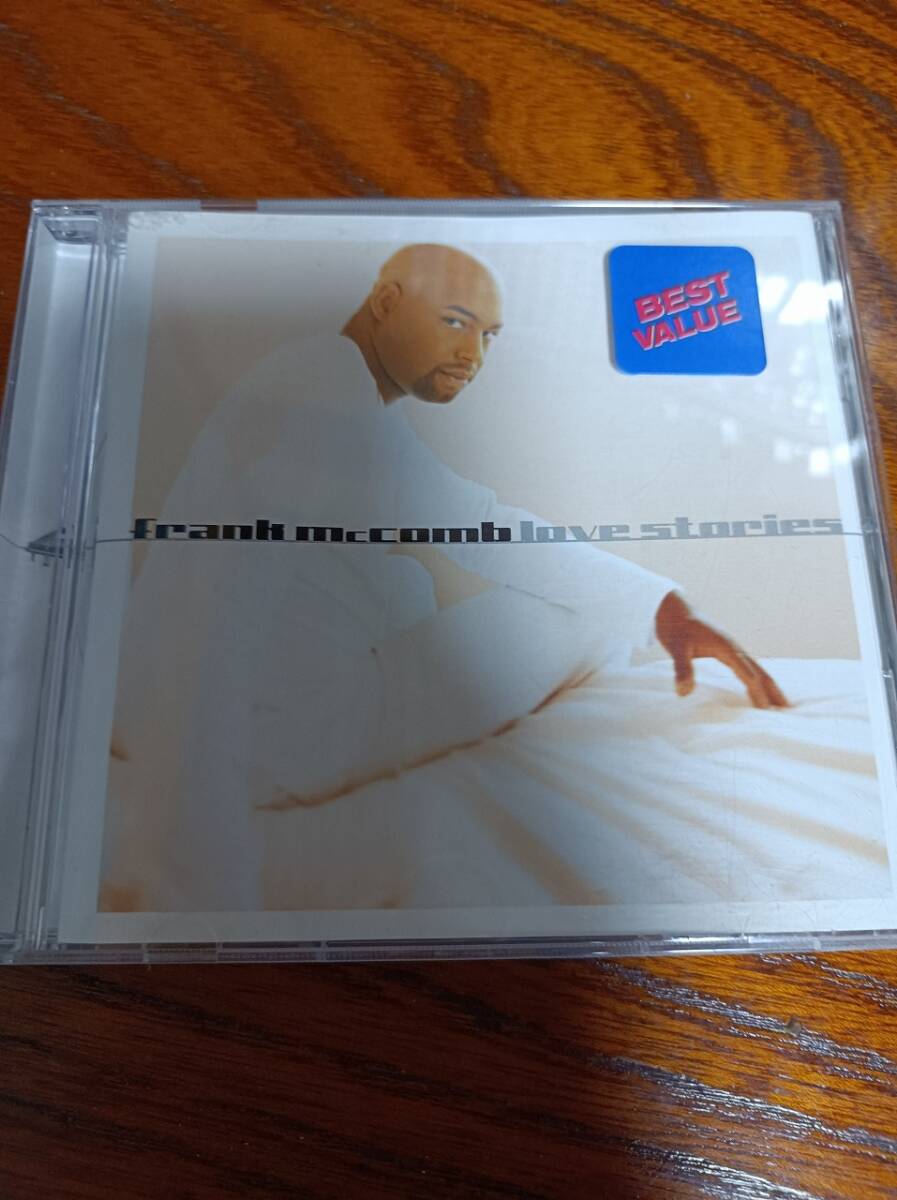 BEST
VALUE
frank mccomb love stories